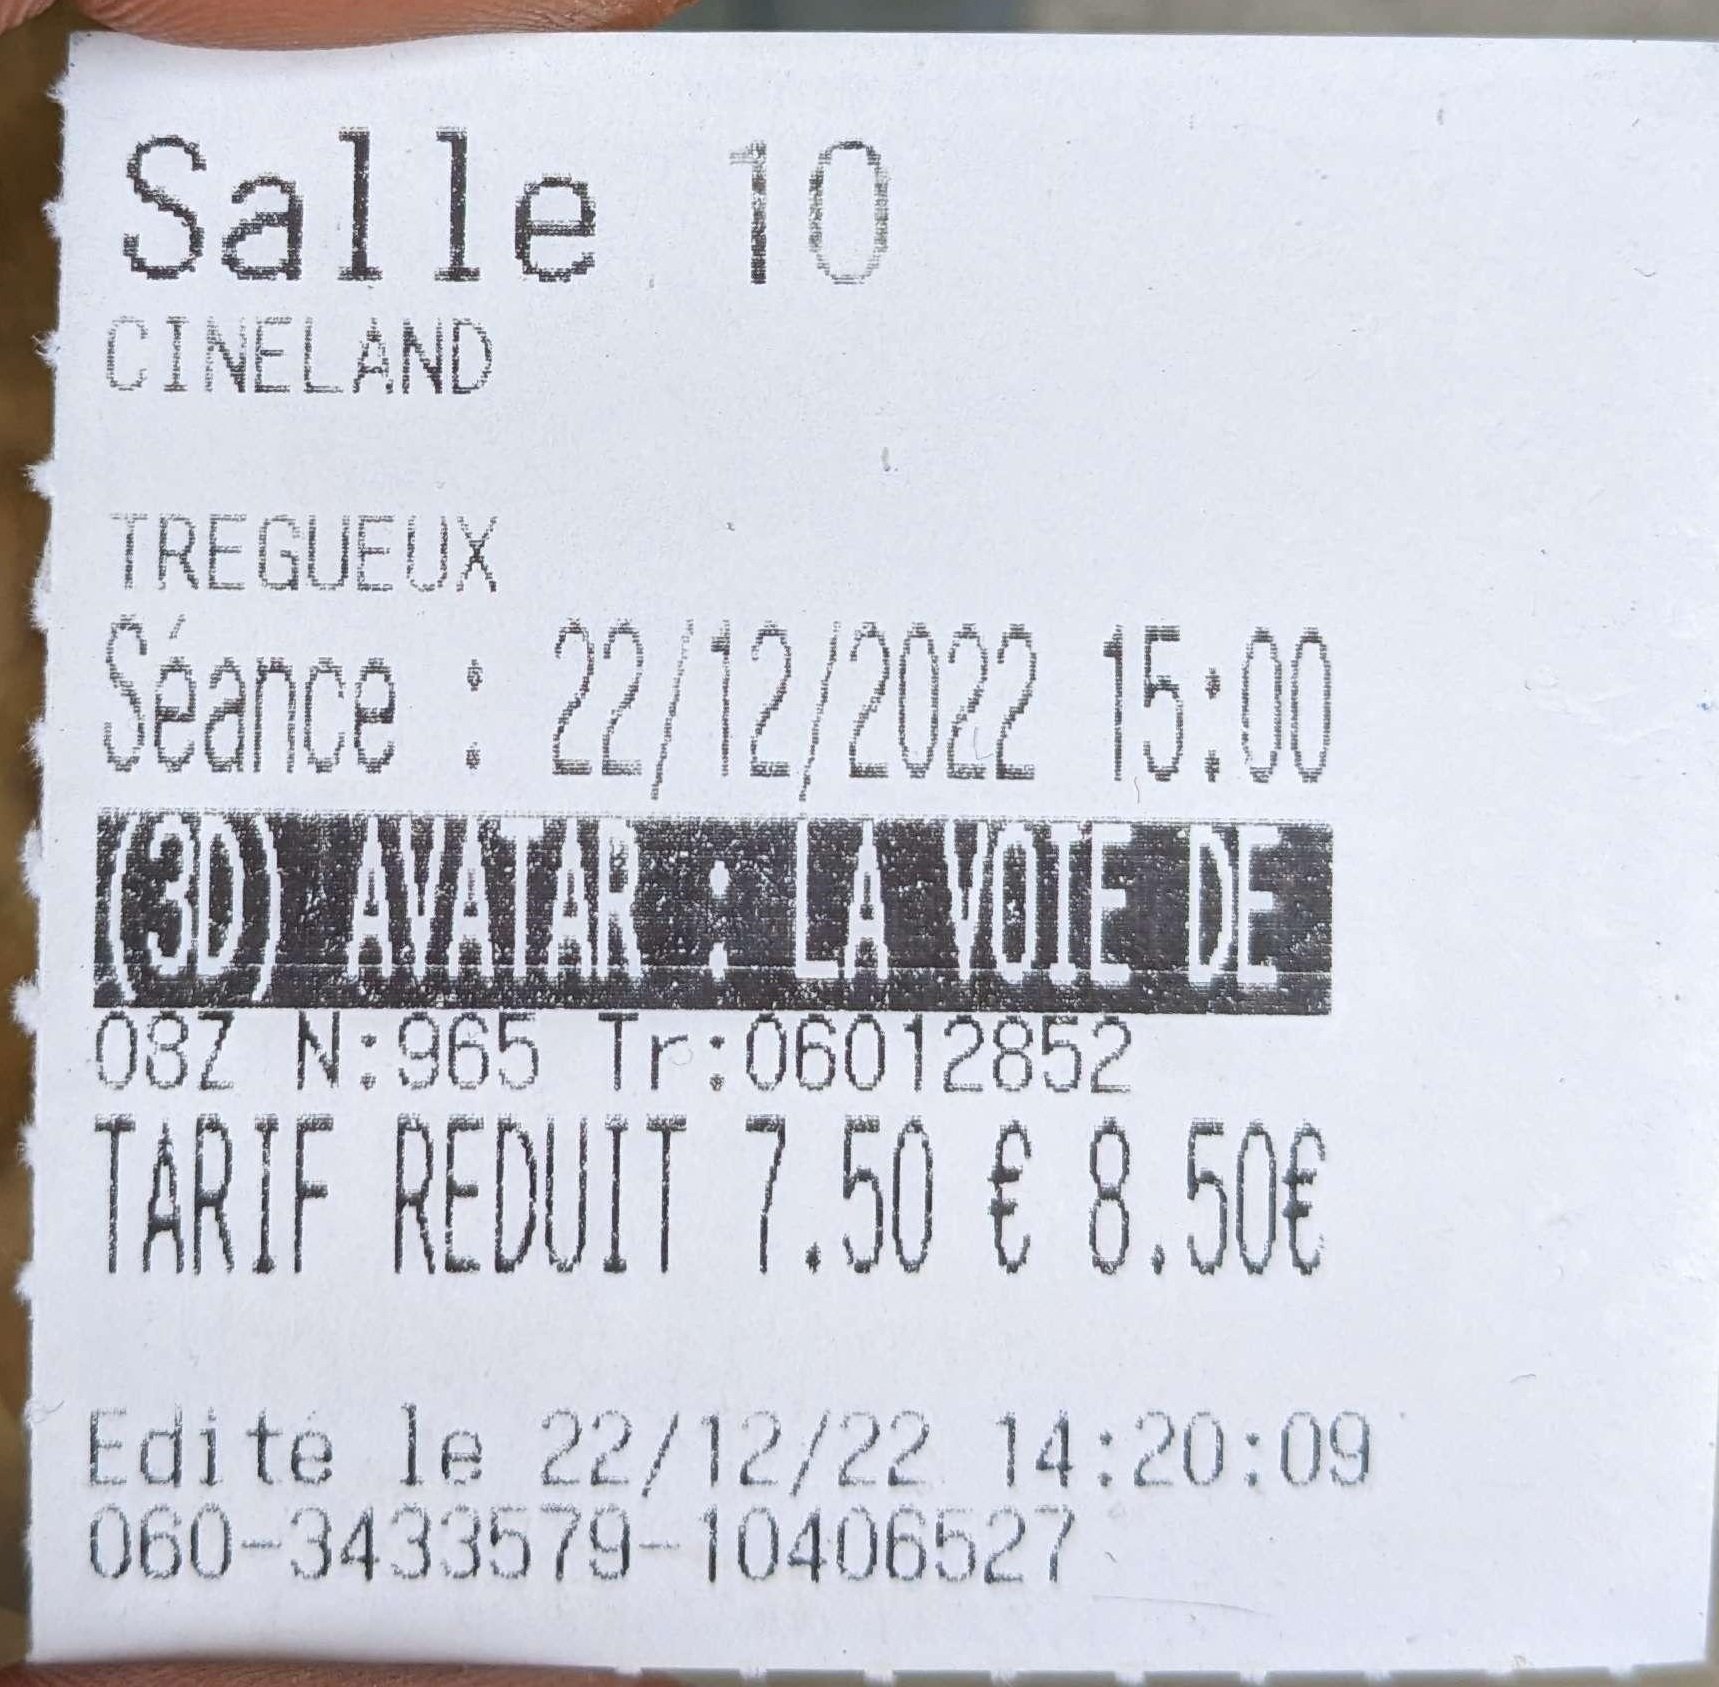 Salle 10
CINELAND
TREGUEUX
Séance : 22/12/2022 15:00
(3D) AVATAR : LA VOIE DE
08Z N:965 Tr:06012852
TARIF REDUIT 7.50 € 8.50€
Edité le 22/12/22 14:20:09
060-3433579-10406527